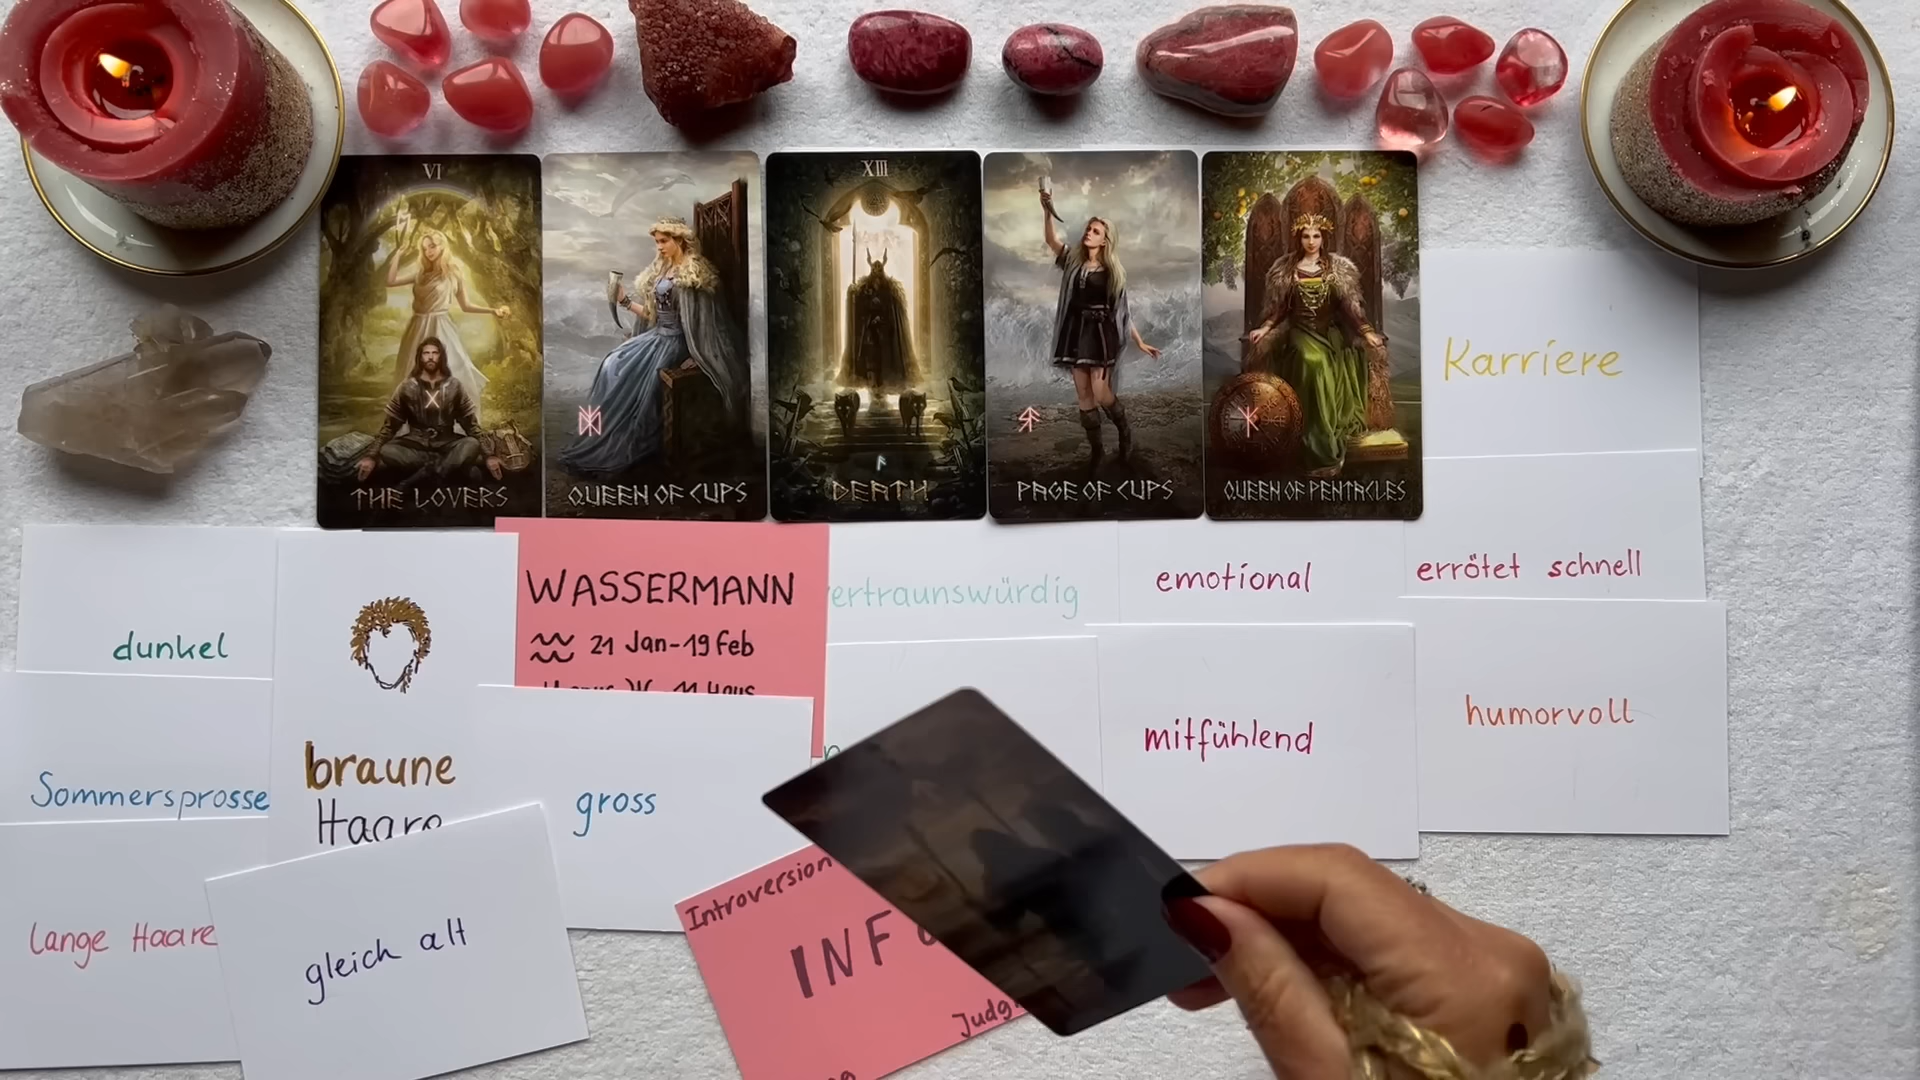 VI
THE LOVERS
QUEEN OF CUPS
XIII
DEATH
PAGE OF CUPS
QUEEN OF PENTACLES
Karriere
dunkel
WASSERMANN
21 Jan-19 Feb
emotional
errötet schnell
Sommersprosse
braune
Haare
gross
mitfühlend
humorvoll
lange Haare
gleich alt
Introversion
INF